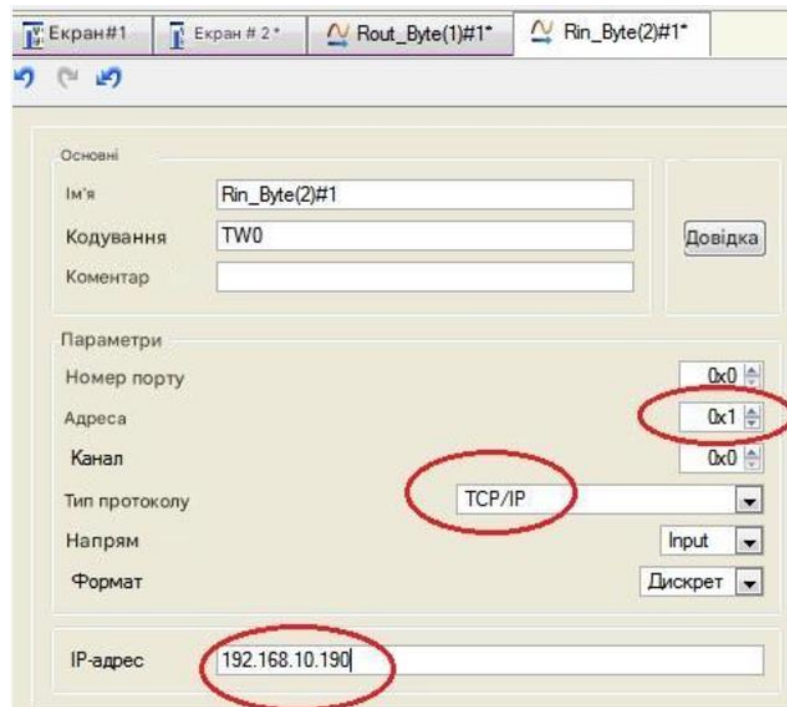 Екран#1 Екран # 2* Rout_Byte(1)#1* Rin_Byte(2)#1*
Основні
Ім'я Rin_Byte(2)#1
Кодування TW0
Довідка
Коментар
Параметри
Номер порту 0x0
Адреса 0x1
Канал 0x0
Тип протоколу TCP/IP
Напрям Input
Формат Дискрет
IP-адрес 192.168.10.190